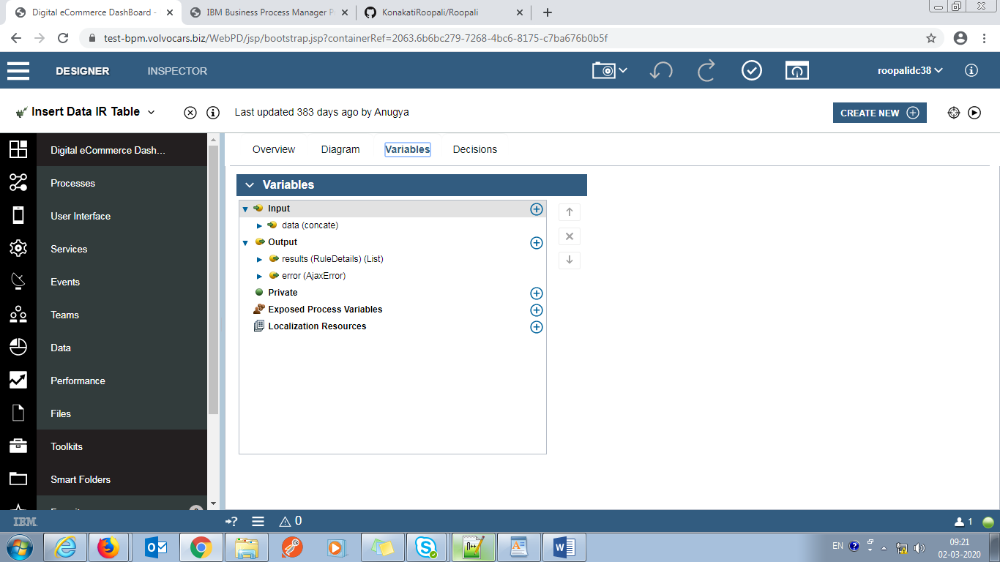 Digital eCommerce DashBoard -
IBM Business Process Manager P
KonakatiRoopali/Roopali
test-bpm.volvocars.biz/WebPD/jsp/bootstrap.jsp?containerRef=2063.6b6bc279-7268-4bc6-8175-c7ba676b0b5f
DESIGNER INSPECTOR
roopalidc38
Insert Data IR Table
Last updated 383 days ago by Anugya
CREATE NEW
Digital eCommerce Dash...
Processes
User Interface
Services
Events
Teams
Data
Performance
Files
Toolkits
Smart Folders
Overview Diagram Variables Decisions
Variables
Input
data (concate)
Output
results (RuleDetails) (List)
error (AjaxError)
Private
Exposed Process Variables
Localization Resources
IBM
0
1
EN
09:21
02-03-2020